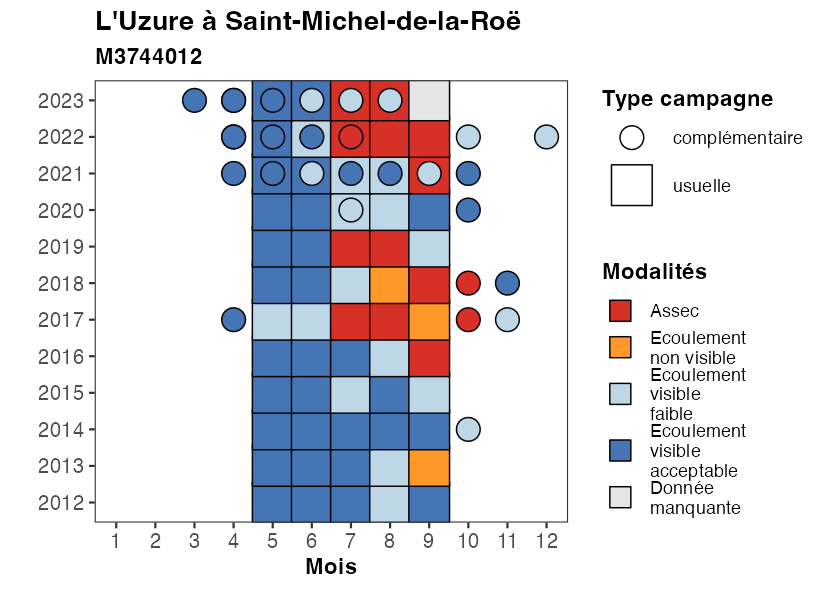 L'Uzure à Saint-Michel-de-la-Roë
M3744012
2023
2022
2021
2020
2019
2018
2017
2016
2015
2014
2013
2012
1 2 3 4 5 6 7 8 9 10 11 12
Mois
Type campagne
complémentaire
usuelle
Modalités
Assec
Ecoulement
non visible
Ecoulement
visible
faible
Ecoulement
visible
acceptable
Donnée
manquante